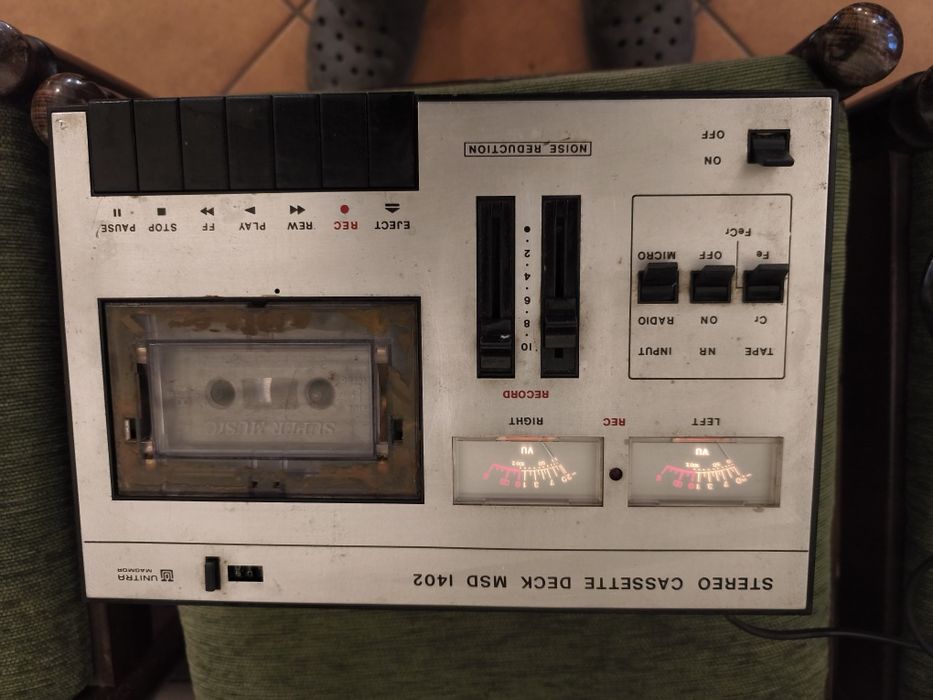 STEREO CASSETTE DECK MSD 1402
UNITRA
MAGMOR
VU
VU
LEFT
REC
RIGHT
RECORD
SUPER MUSIC
TAPE NR INPUT
Cr ON RADIO
Fe OFF MICRO
FeCr
10
8
6
4
2
ON
OFF
NOISE REDUCTION
EJECT REC REW PLAY FF STOP PAUSE